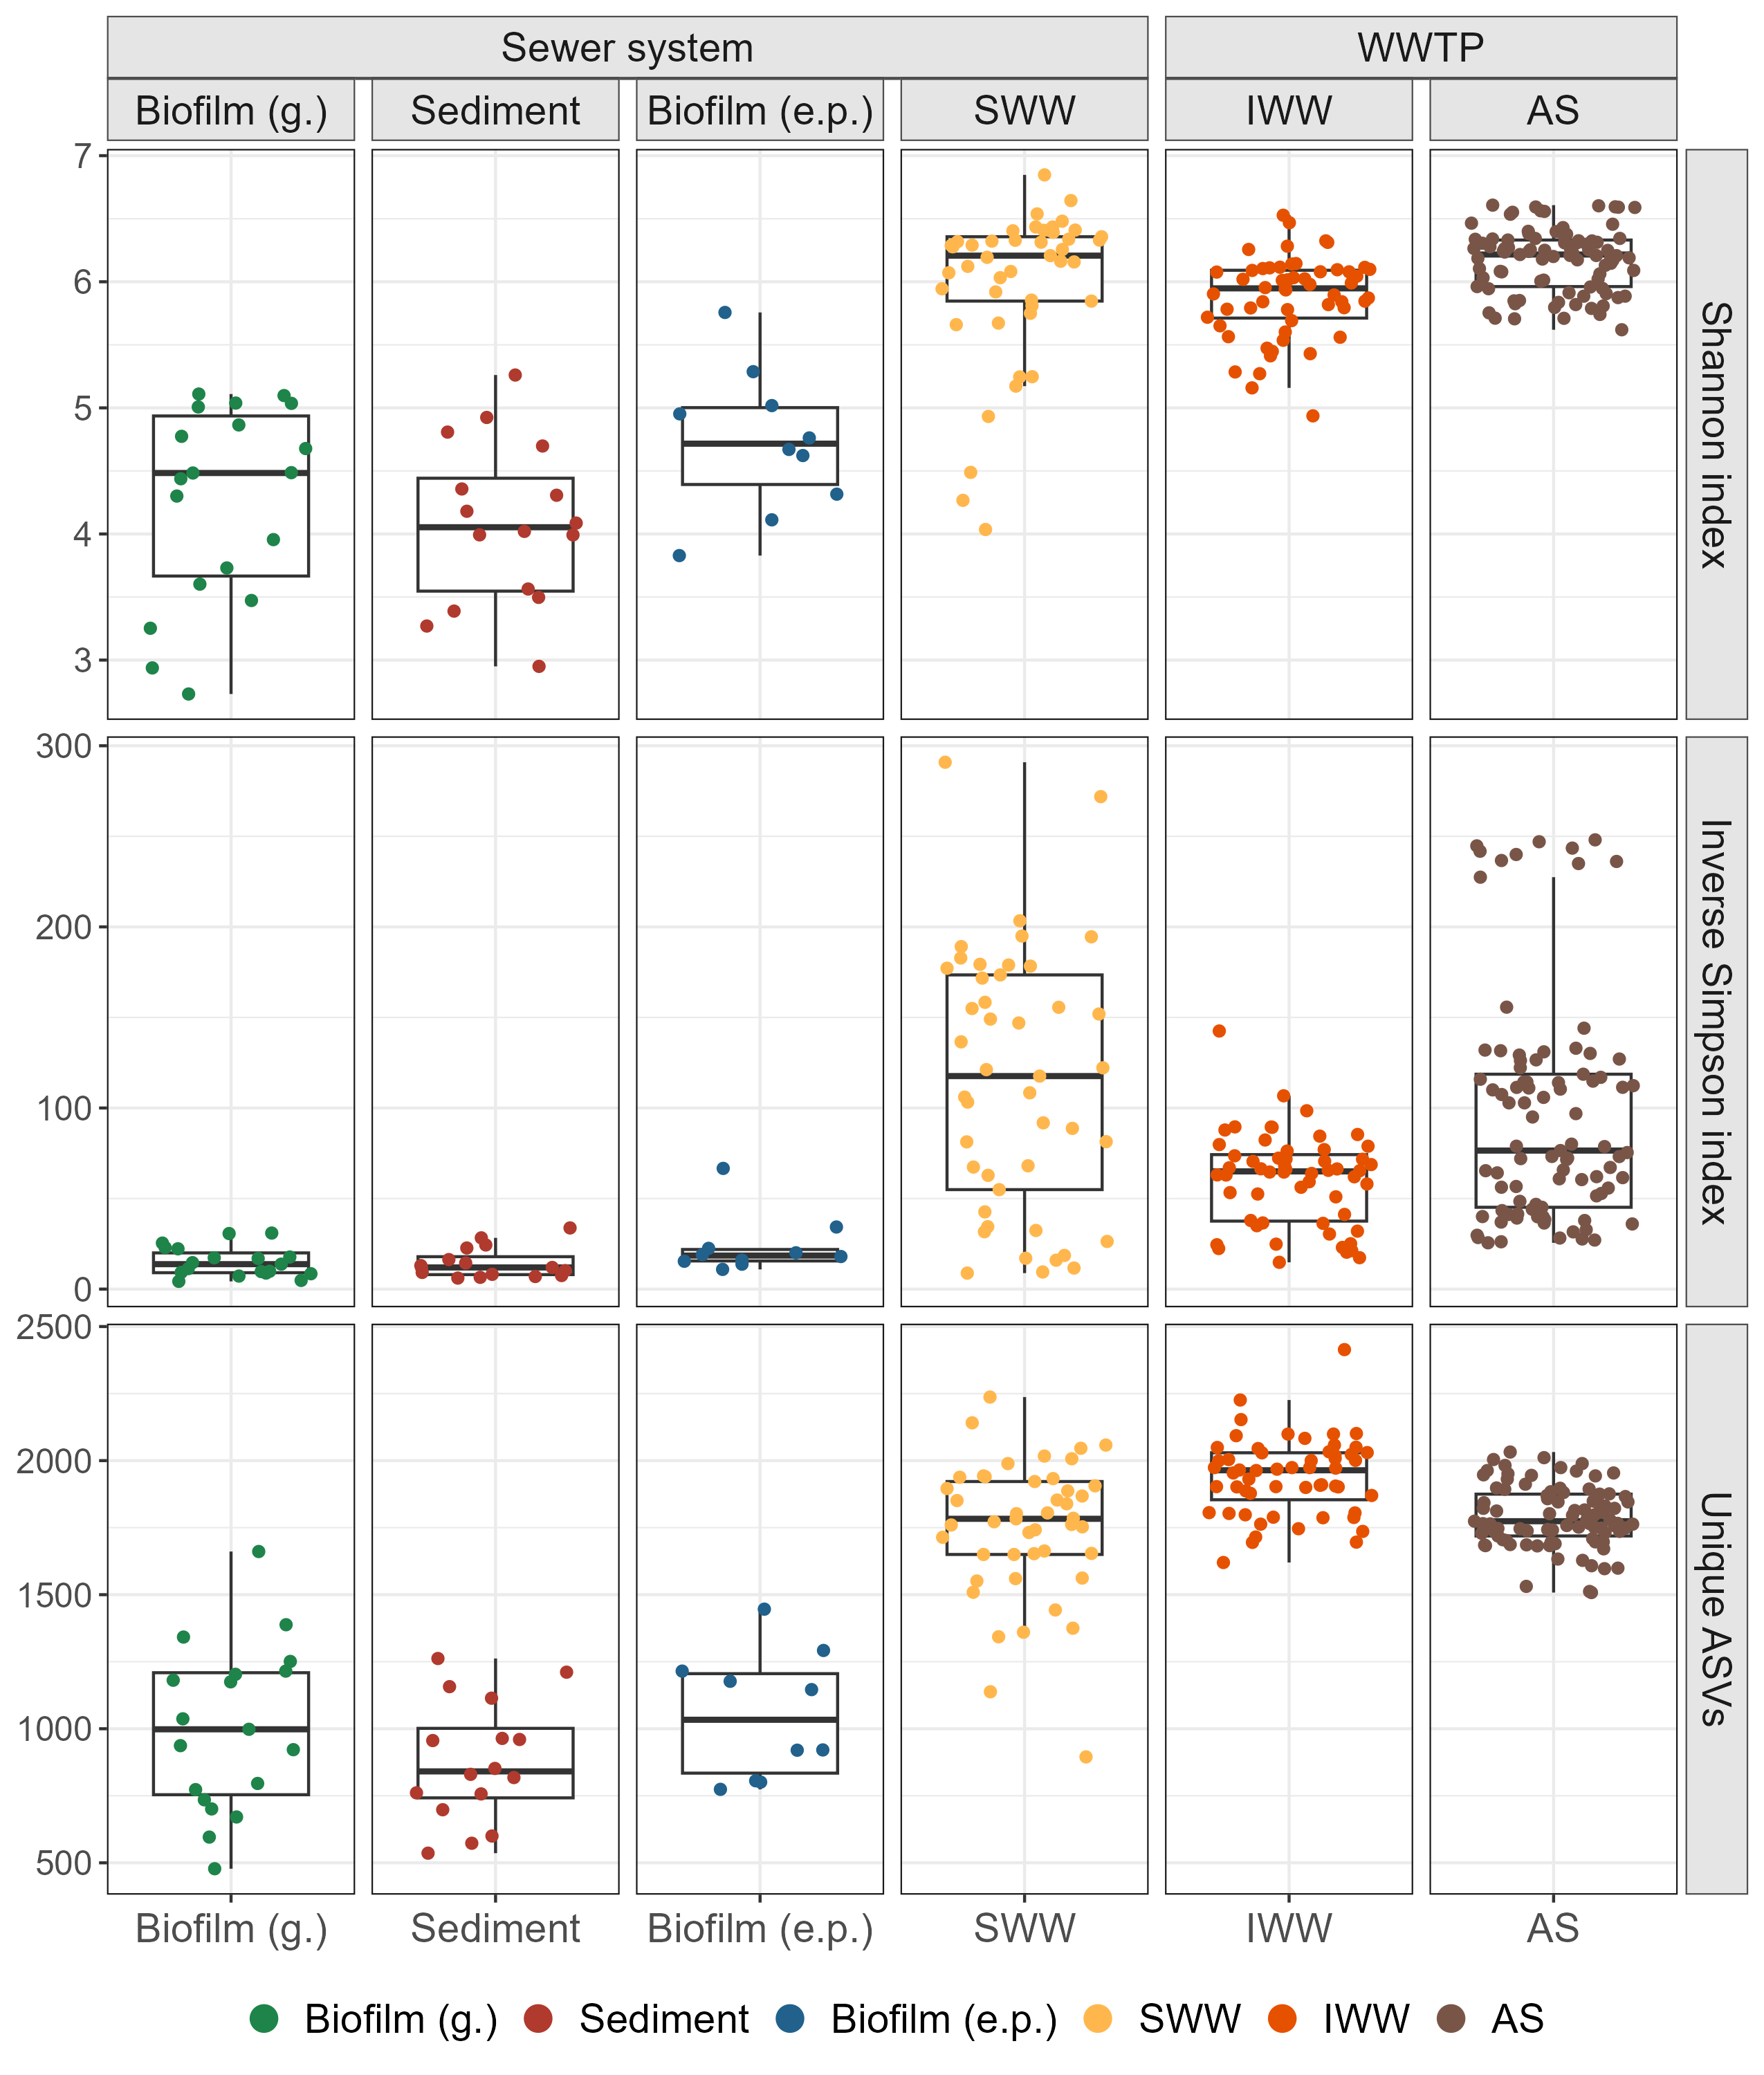 Sewer system WWTP
Biofilm (g.) Sediment Biofilm (e.p.) SWW IWW AS
7
6
5
4
3
Shannon index
300
200
100
0
Inverse Simpson index
2500
2000
1500
1000
500
Unique ASVs
Biofilm (g.) Sediment Biofilm (e.p.) SWW IWW AS
Biofilm (g.) Sediment Biofilm (e.p.) SWW IWW AS